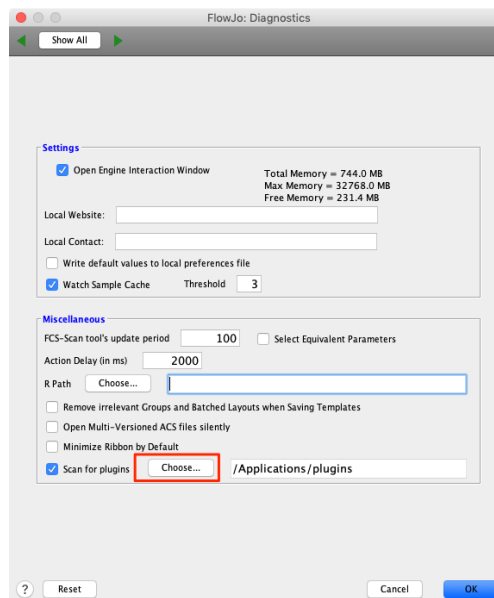 FlowJo: Diagnostics
Show All
Settings
Open Engine Interaction Window
Total Memory = 744.0 MB
Max Memory = 32768.0 MB
Free Memory = 231.4 MB
Local Website:
Local Contact:
Write default values to local preferences file
Watch Sample Cache Threshold 3
Miscellaneous
FCS-Scan tool's update period 100 Select Equivalent Parameters
Action Delay (in ms) 2000
R Path Choose...
Remove irrelevant Groups and Batched Layouts when Saving Templates
Open Multi-Versioned ACS files silently
Minimize Ribbon by Default
Scan for plugins Choose... /Applications/plugins
? Reset Cancel OK